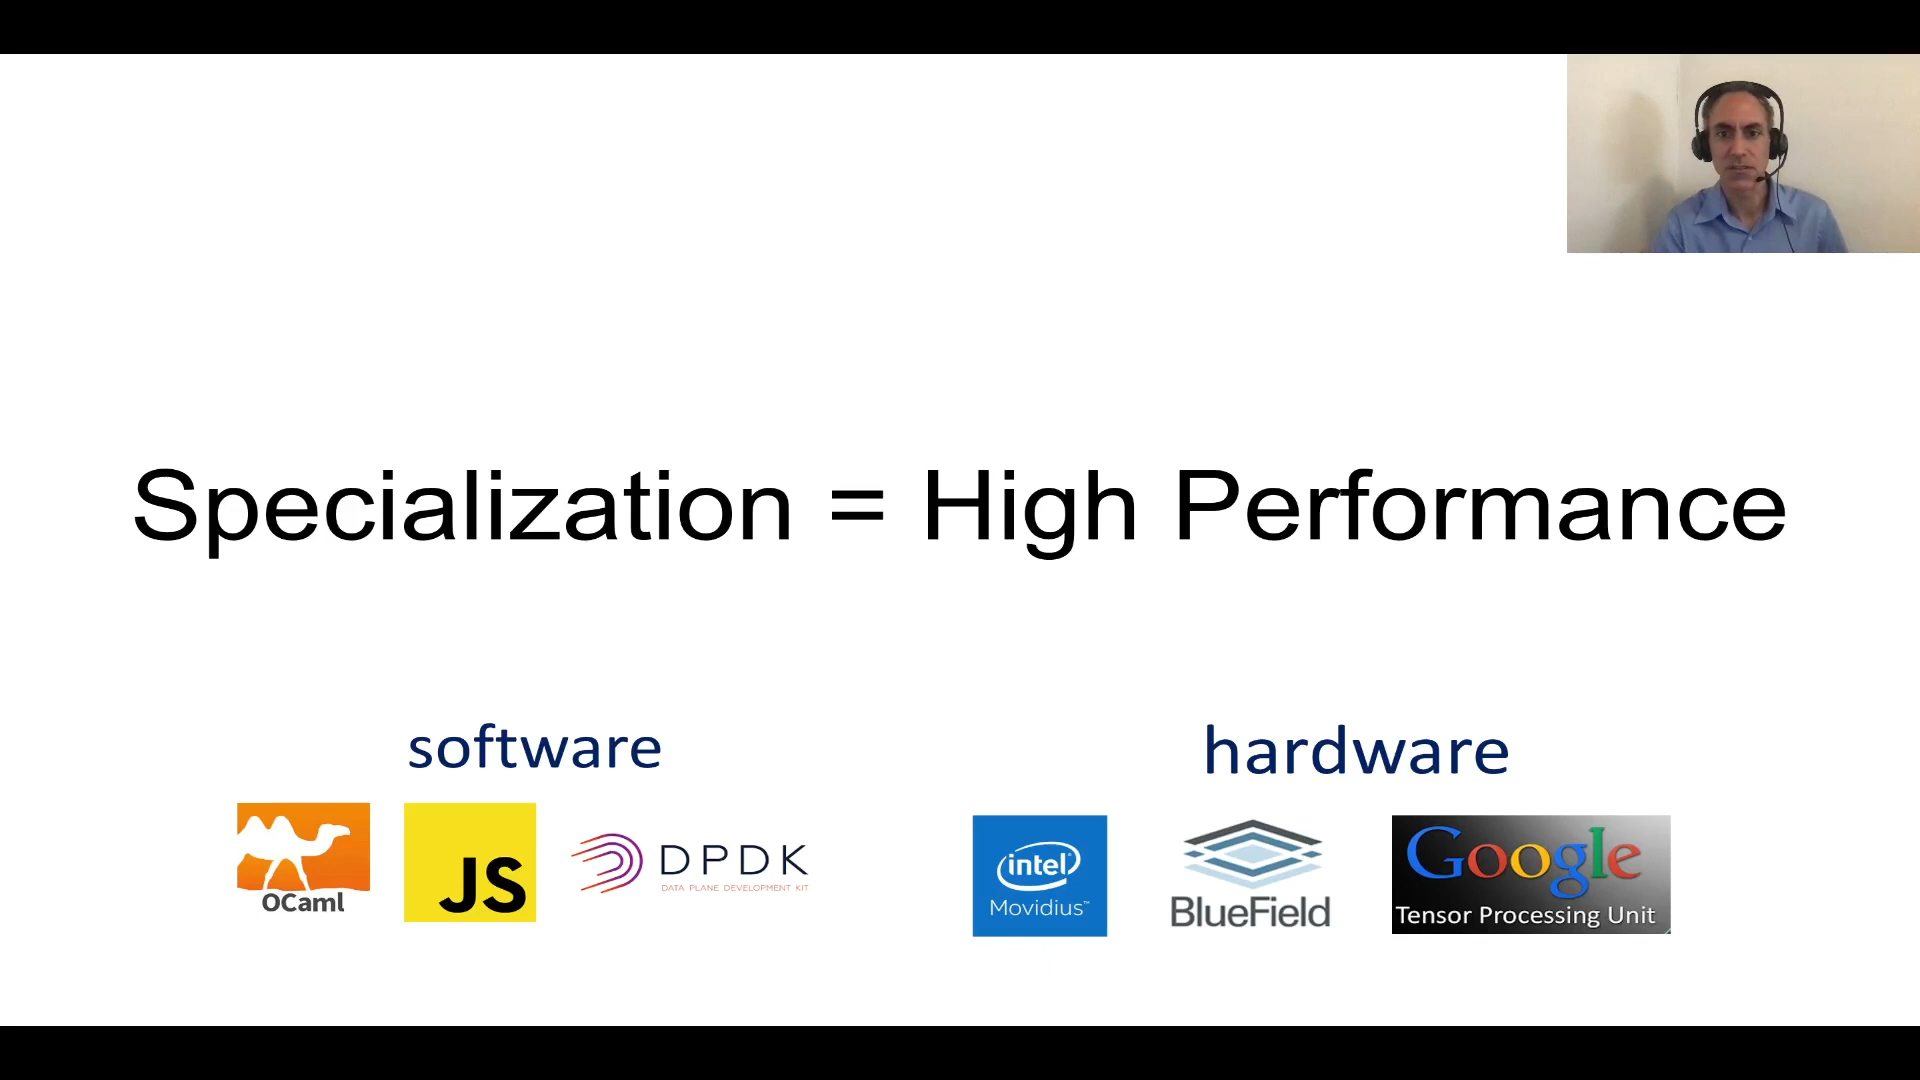 Specialization = High Performance
software
hardware
OCaml
JS
DPDK
DATA PLANE DEVELOPMENT KIT
intel
Movidius™
BlueField
Google
Tensor Processing Unit